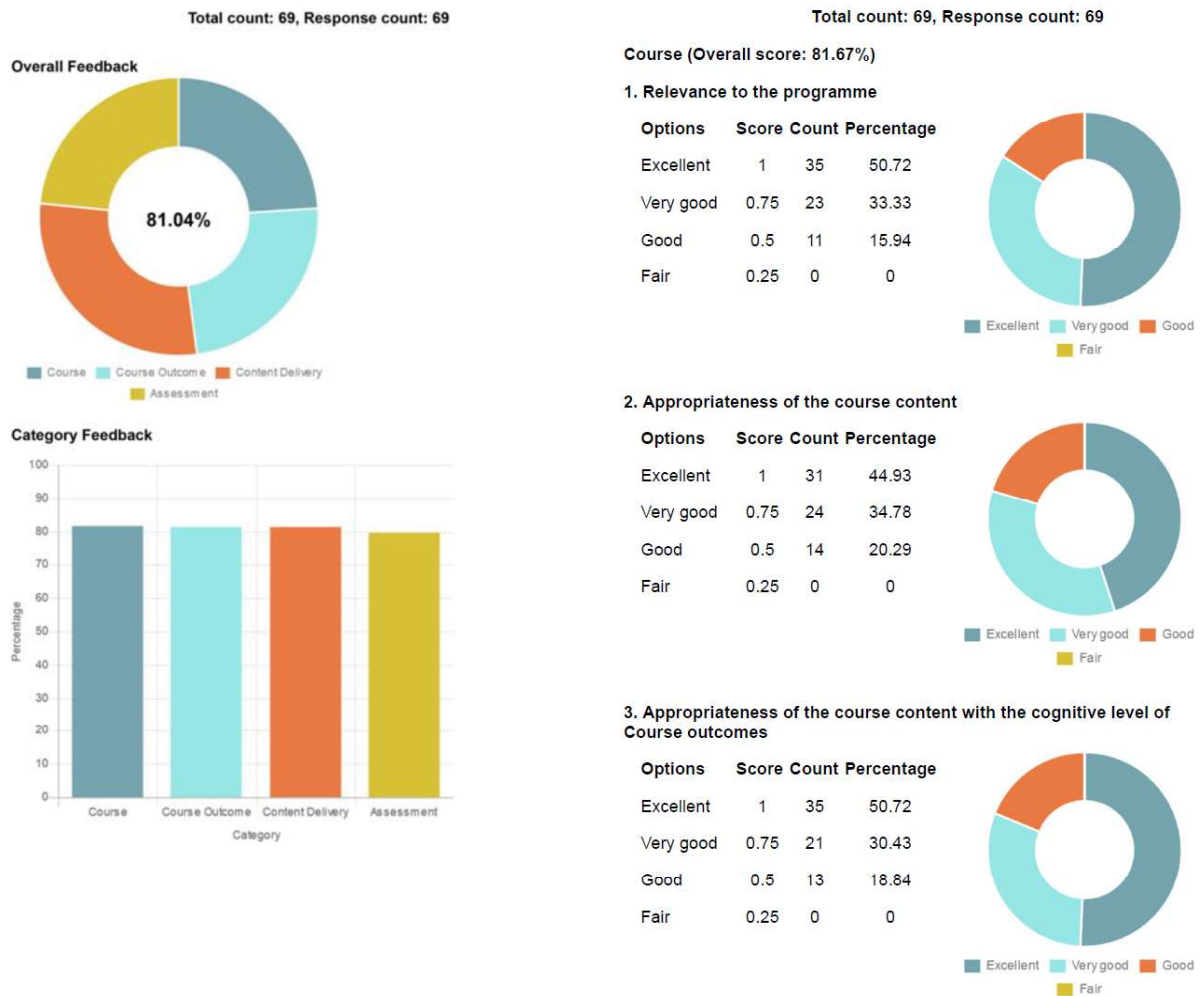 Total count: 69, Response count: 69
Overall Feedback
81.04%
Course Course Outcome Content Delivery
Assessment
Category Feedback
100
90
80
70
60
50
40
30
20
10
0
Percentage
Course Course Outcome Content Delivery Assessment
Category
Total count: 69, Response count: 69
Course (Overall score: 81.67%)
1. Relevance to the programme
Options Score Count Percentage
Excellent 1 35 50.72
Very good 0.75 23 33.33
Good 0.5 11 15.94
Fair 0.25 0 0
Excellent Very good Good
Fair
2. Appropriateness of the course content
Options Score Count Percentage
Excellent 1 31 44.93
Very good 0.75 24 34.78
Good 0.5 14 20.29
Fair 0.25 0 0
Excellent Very good Good
Fair
3. Appropriateness of the course content with the cognitive level of
Course outcomes
Options Score Count Percentage
Excellent 1 35 50.72
Very good 0.75 21 30.43
Good 0.5 13 18.84
Fair 0.25 0 0
Excellent Very good Good
Fair